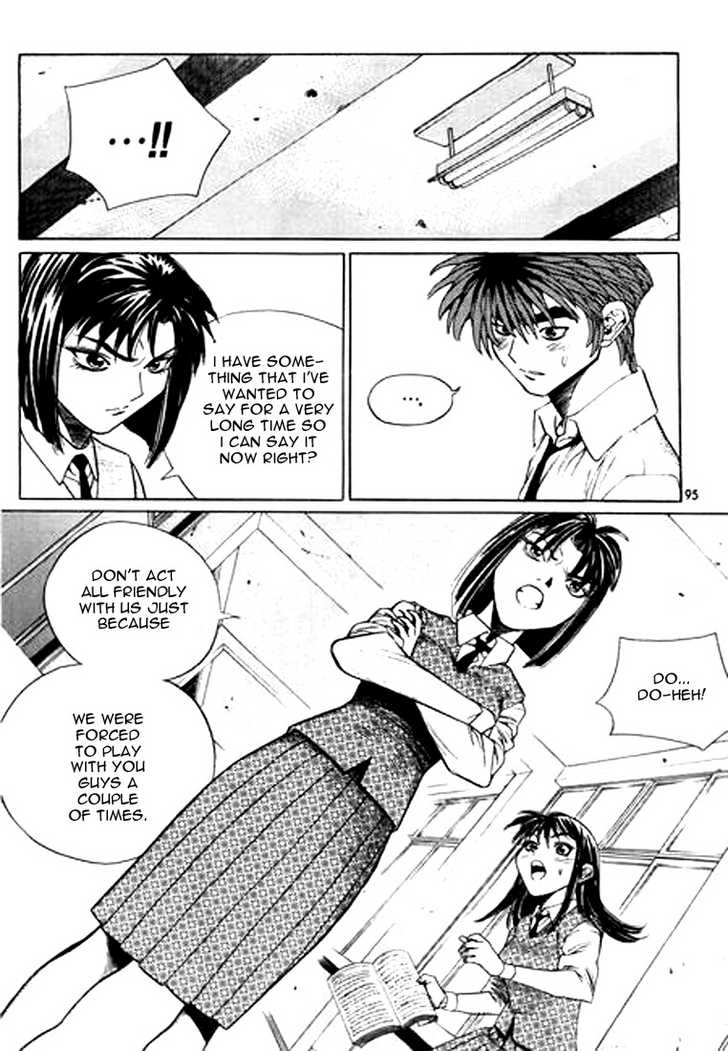 ...!!
I HAVE SOME-
THING THAT I'VE
WANTED TO
SAY FOR A VERY
LONG TIME SO
I CAN SAY IT
NOW RIGHT?
...
95
DON'T ACT
ALL FRIENDLY
WITH US JUST
BECAUSE
WE WERE
FORCED
TO PLAY
WITH YOU
GUYS A
COUPLE
OF TIMES.
DO...
DO-HEH!